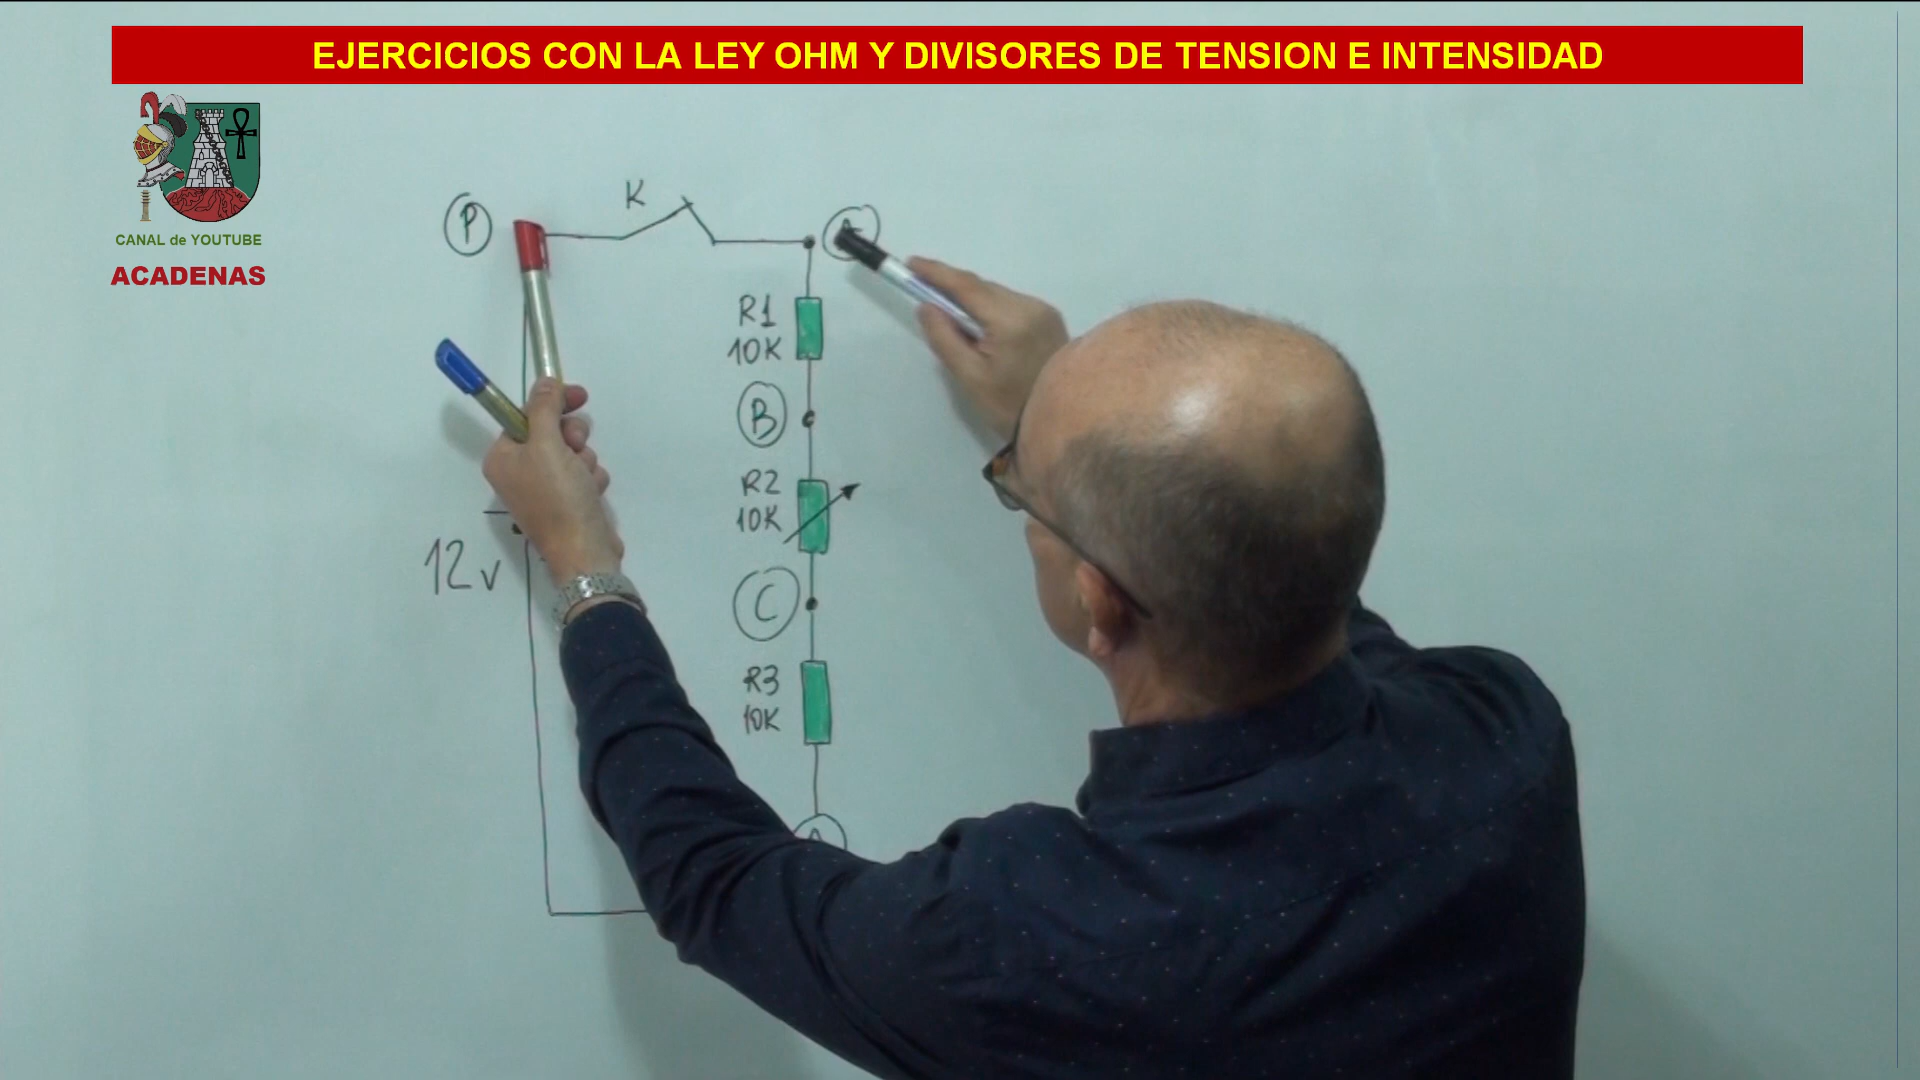 EJERCICIOS CON LA LEY OHM Y DIVISORES DE TENSION E INTENSIDAD
CANAL de YOUTUBE
ACADENAS
P
K
A
R1
10K
B
R2
10K
12v
C
R3
10K
A